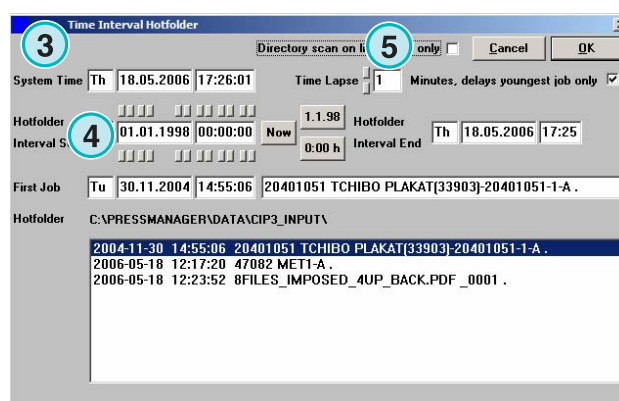 Time Interval Hotfolder
3
5
Directory scan on only
Cancel
OK
System Time Th 18.05.2006 17:26:01 Time Lapse 1 Minutes, delays youngest job only
Hotfolder
Interval
4
01.01.1998 00:00:00 Now
1.1.98
0:00 h
Hotfolder
Interval End
Th 18.05.2006 17:25
First Job Tu 30.11.2004 14:55:06 20401051 TCHIBO PLAKAT(33903)-20401051-1-A .
Hotfolder C:\PRESSMANAGER\DATA\CIP3_INPUT\
2004-11-30 14:55:06 20401051 TCHIBO PLAKAT(33903)-20401051-1-A .
2006-05-18 12:17:20 47082 MET1-A .
2006-05-18 12:23:52 8FILES_IMPOSED_4UP_BACK.PDF _0001 .